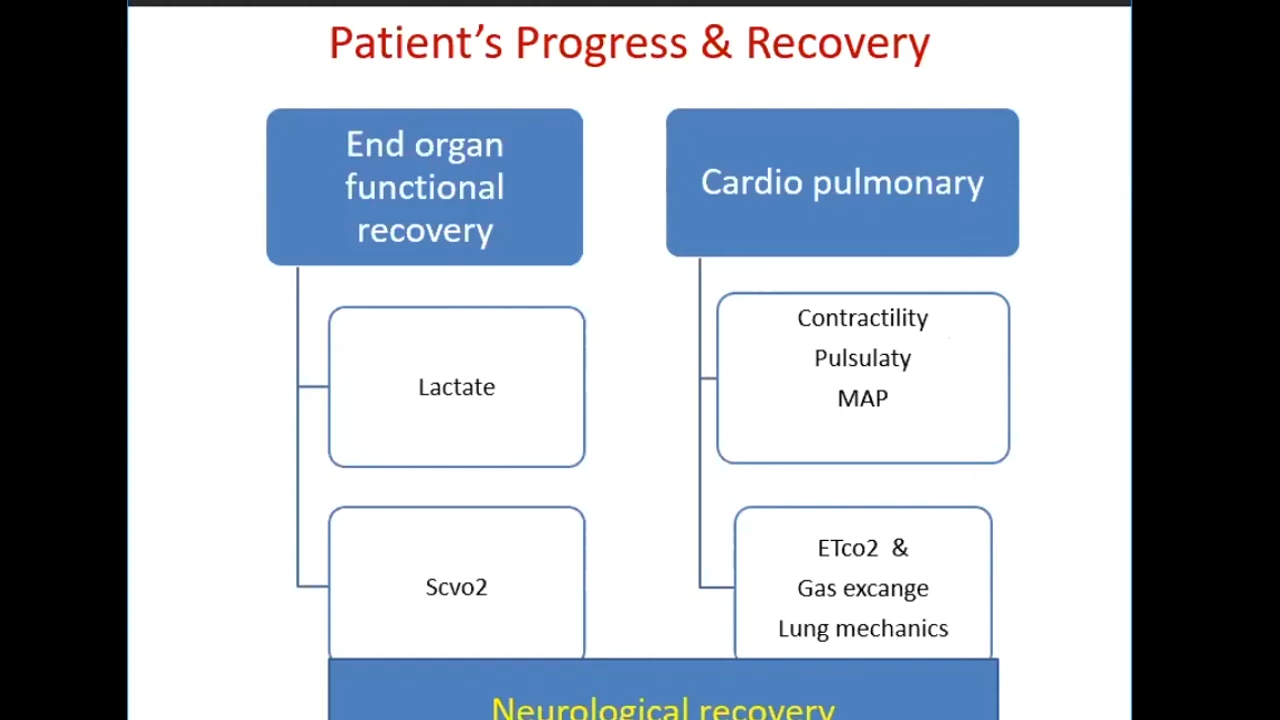 Patient’s Progress & Recovery
End organ
functional
recovery
Lactate
Scvo2
Cardio pulmonary
Contractility
Pulsulaty
MAP
ETco2 &
Gas excange
Lung mechanics
Neurological recovery